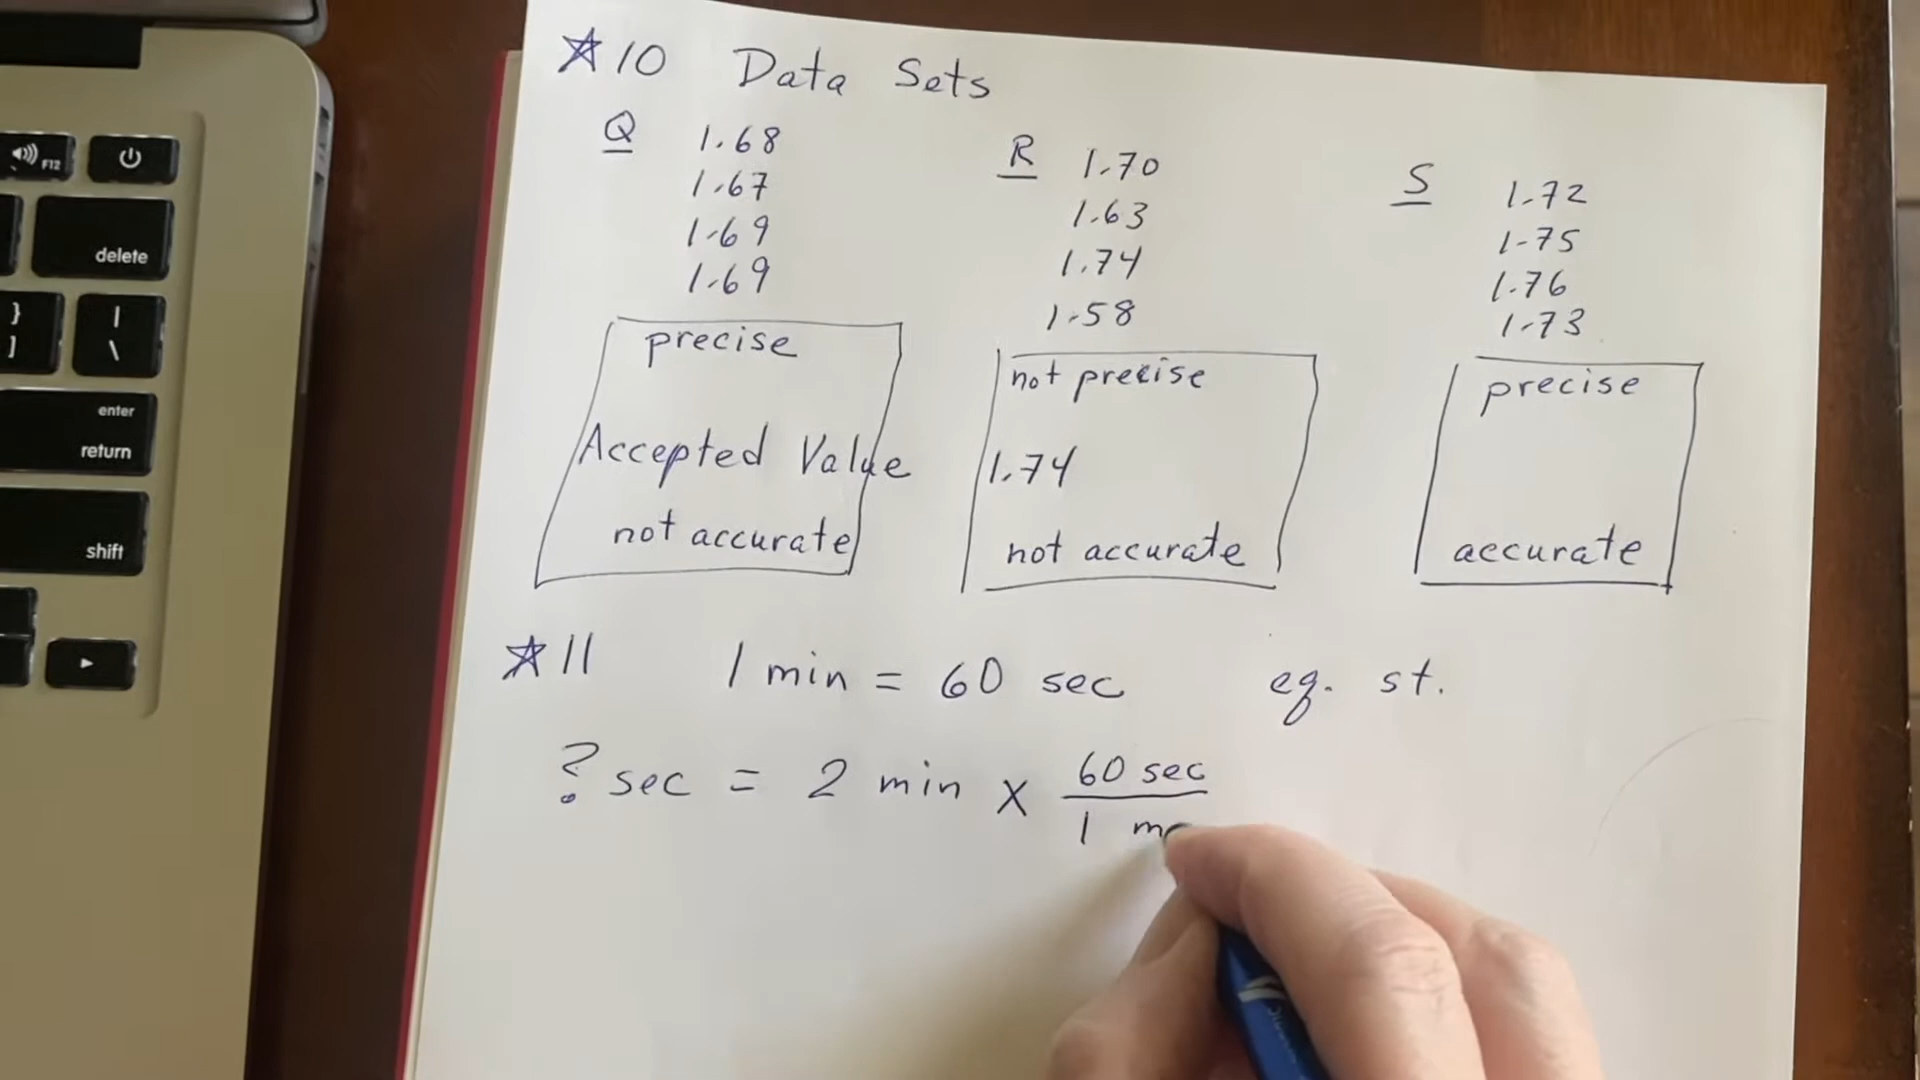 ☆10 Data Sets
Q 1.68
1.67
1.69
1.69
R 1.70
1.63
1.74
1.58
S 1.72
1.75
1.76
1.73
precise
not precise
precise
Accepted Value 1.74
not accurate
not accurate
accurate
☆11 1 min = 60 sec eq. st.
? sec = 2 min x 60 sec
1
F12
delete
}
]
|
\
enter
return
shift